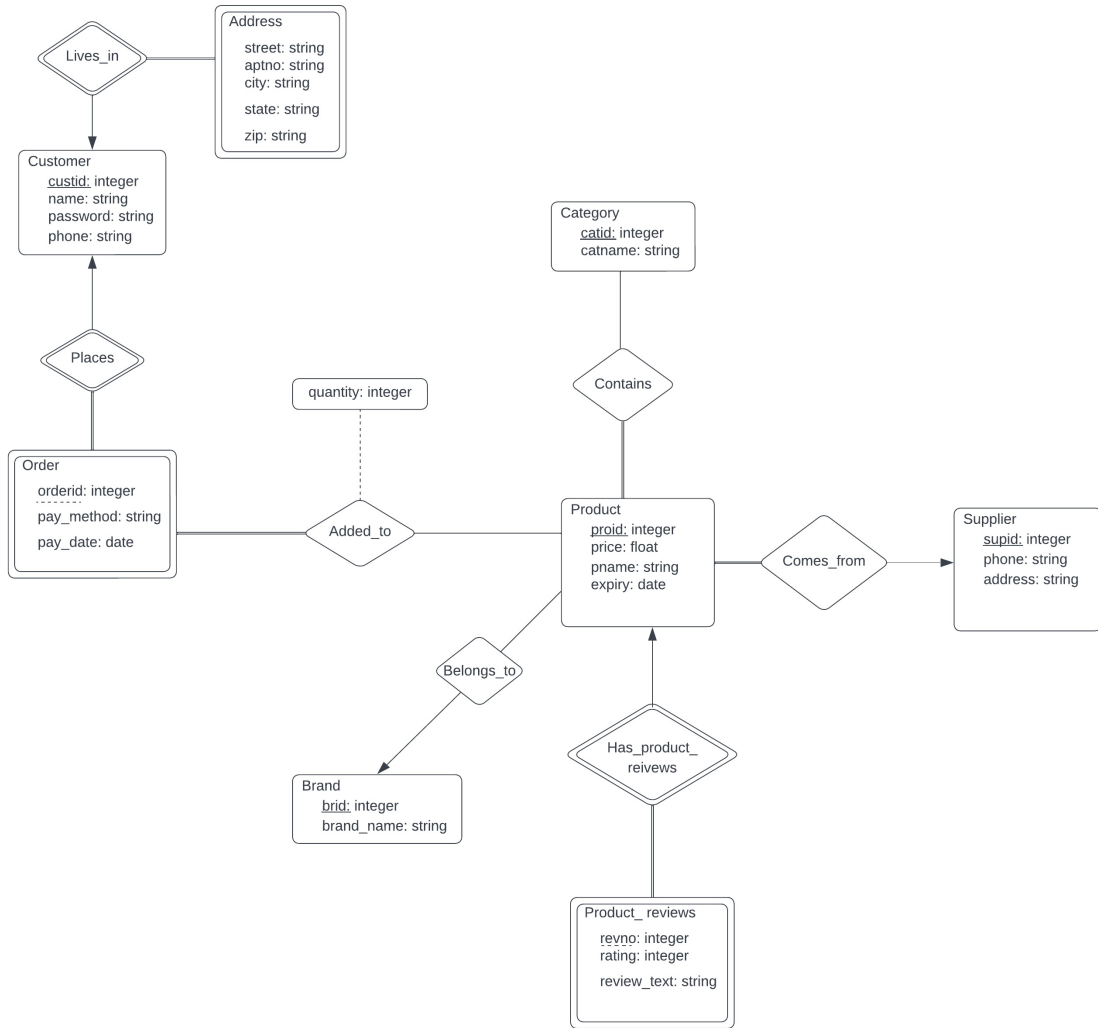 Address
street: string
aptno: string
city: string
state: string
zip: string
Lives_in
Customer
custid: integer
name: string
password: string
phone: string
Category
catid: integer
catname: string
Places
quantity: integer
Contains
Order
orderid: integer
pay_method: string
pay_date: date
Added_to
Product
proid: integer
price: float
pname: string
expiry: date
Comes_from
Supplier
supid: integer
phone: string
address: string
Belongs_to
Has_product_
reivews
Brand
brid: integer
brand_name: string
Product_ reviews
revno: integer
rating: integer
review_text: string